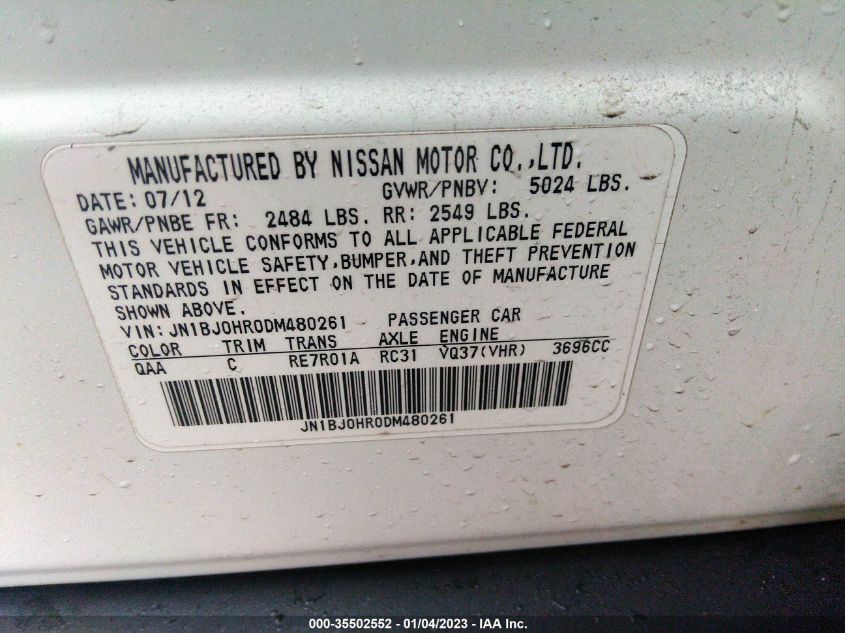 MANUFACTURED BY NISSAN MOTOR CO.,LTD.
DATE: 07/12 GVWR/PNBV: 5024 LBS.
GAWR/PNBE FR: 2484 LBS. RR: 2549 LBS.
THIS VEHICLE CONFORMS TO ALL APPLICABLE FEDERAL
MOTOR VEHICLE SAFETY,BUMPER,AND THEFT PREVENTION
STANDARDS IN EFFECT ON THE DATE OF MANUFACTURE
SHOWN ABOVE.
VIN: JN1BJ0HR0DM480261 PASSENGER CAR
COLOR TRIM TRANS AXLE ENGINE
QAA C RE7R01A RC31 VQ37(VHR) 3696CC
JN1BJ0HR0DM480261
000-35502552 - 01/04/2023 - IAA Inc.